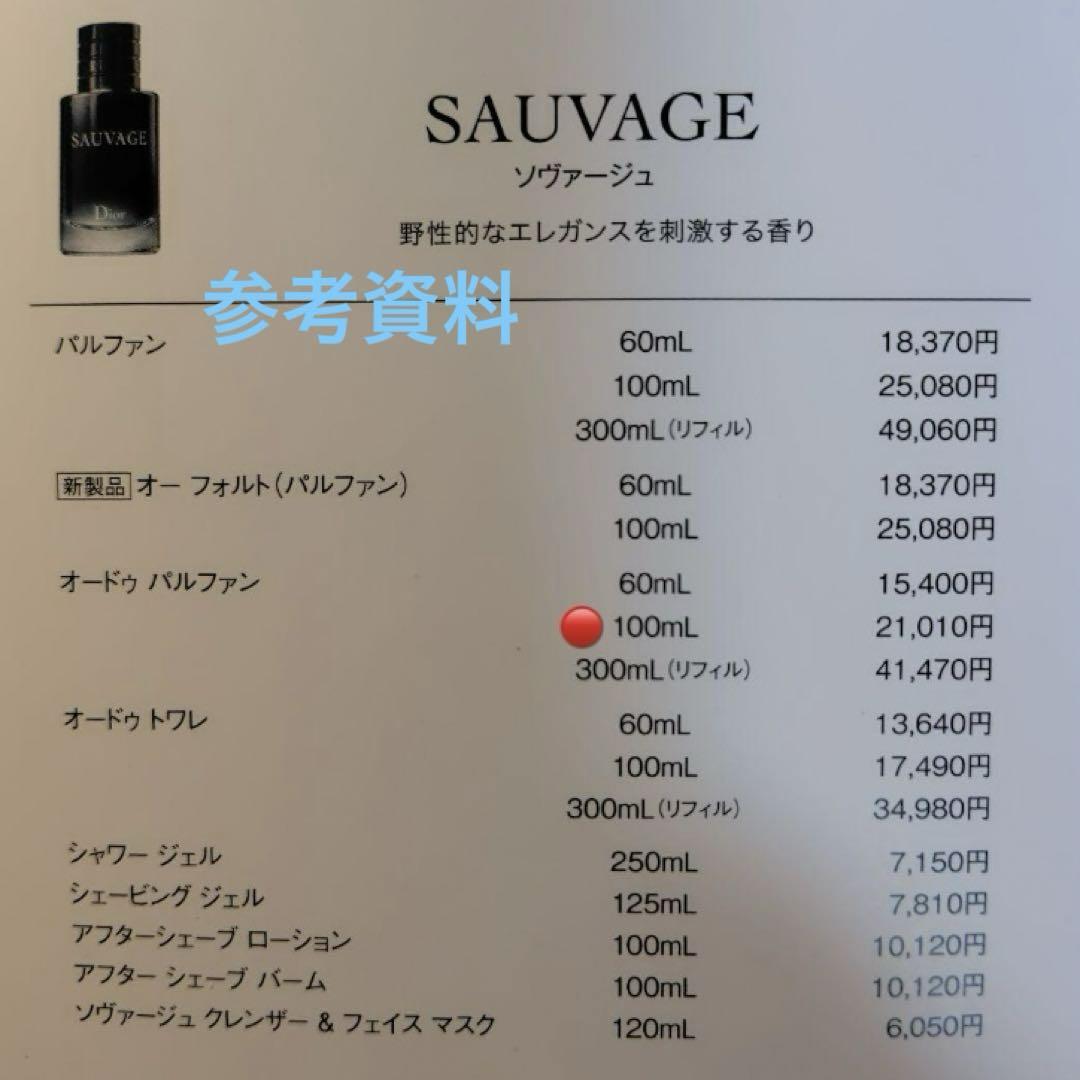 SAUVAGE
Dior
SAUVAGE
ソヴァージュ
野性的なエレガンスを刺激する香り
参考資料
パルファン 60mL 18,370円
100mL 25,080円
300mL(リフィル) 49,060円
新製品 オー フォルト(パルファン) 60mL 18,370円
100mL 25,080円
オードゥ パルファン 60mL 15,400円
100mL 21,010円
300mL(リフィル) 41,470円
オードゥ トワレ 60mL 13,640円
100mL 17,490円
300mL(リフィル) 34,980円
シャワー ジェル 250mL 7,150円
シェービング ジェル 125mL 7,810円
アフターシェーブ ローション 100mL 10,120円
アフター シェーブ バーム 100mL 10,120円
ソヴァージュ クレンザー & フェイス マスク 120mL 6,050円